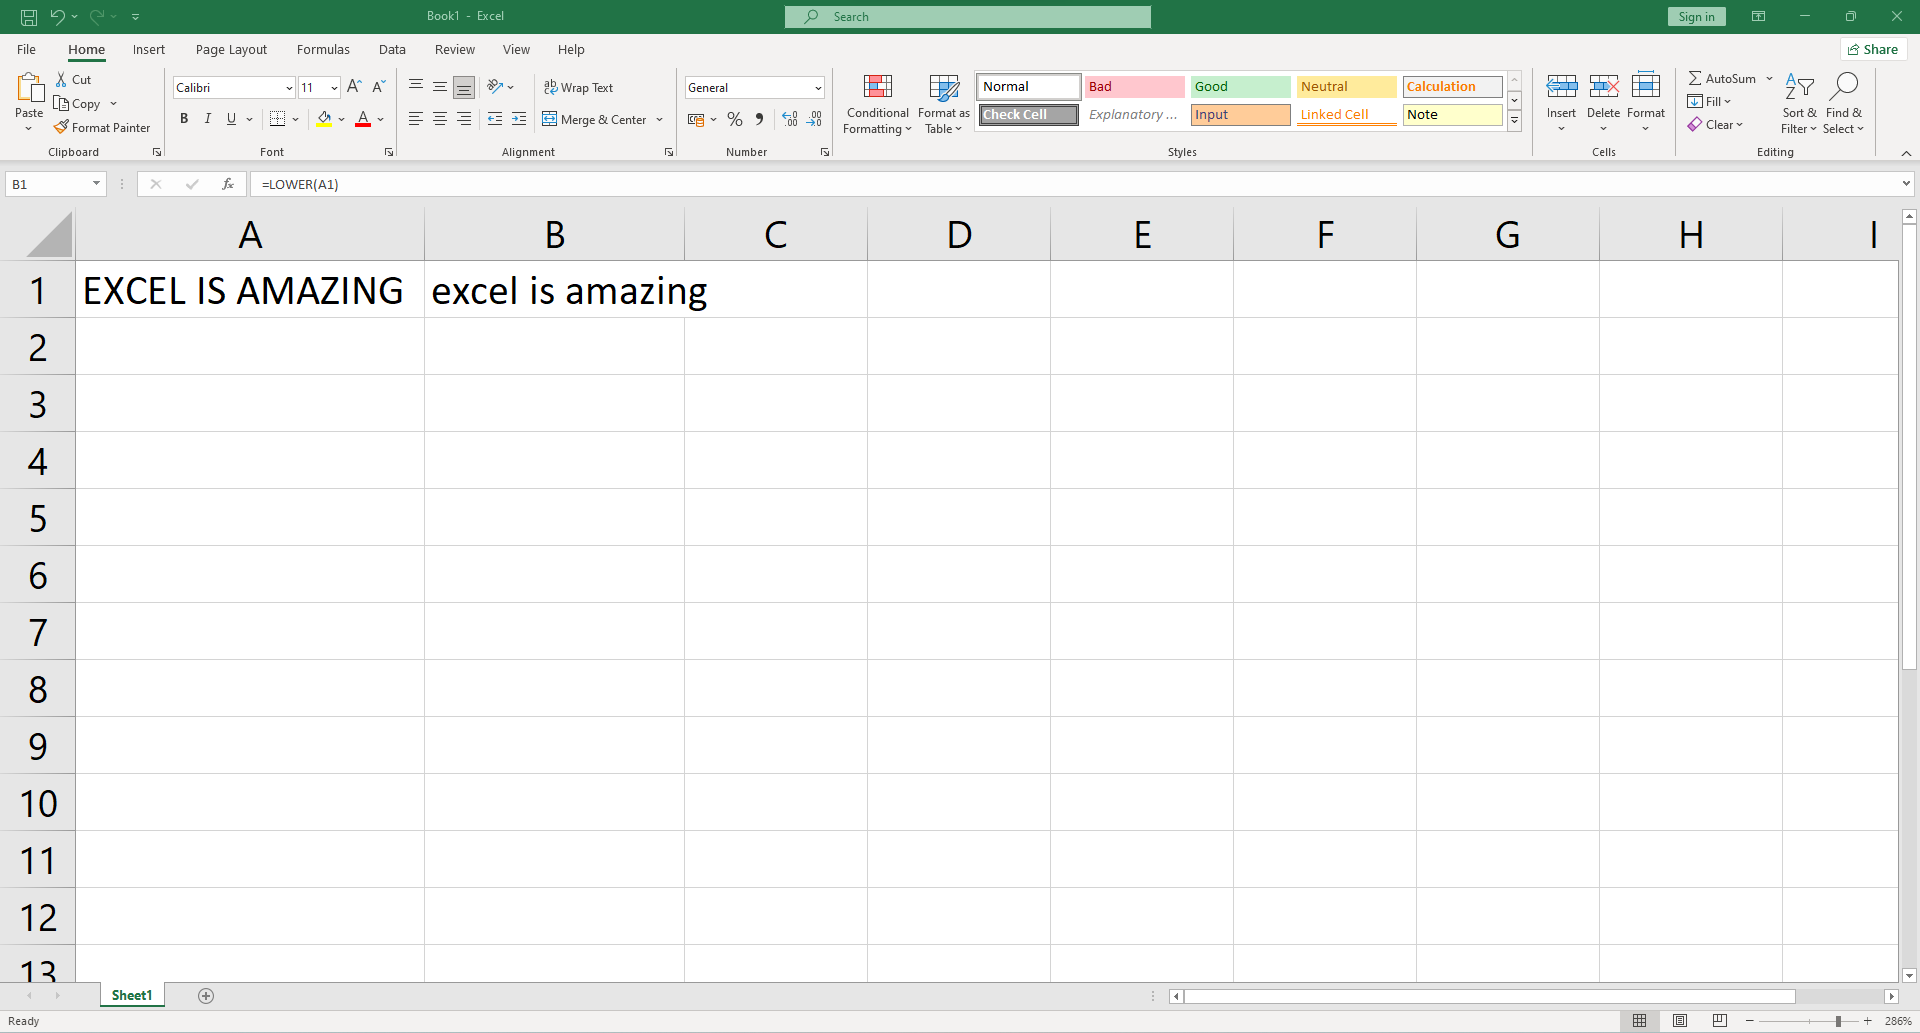 Book1 - Excel
Search
Sign in
File Home Insert Page Layout Formulas Data Review View Help
Share
Paste
Cut
Copy
Format Painter
Clipboard
Calibri 11
B I U
Font
Wrap Text
Merge & Center
Alignment
General
Number
Conditional Formatting
Format as Table
Normal Bad Good Neutral Calculation
Check Cell Explanatory ... Input Linked Cell Note
Styles
Insert Delete Format
Cells
AutoSum
Fill
Clear
Sort & Filter
Find & Select
Editing
B1 fx =LOWER(A1)
A B C D E F G H I
1 EXCEL IS AMAZING excel is amazing
2
3
4
5
6
7
8
9
10
11
12
13
Sheet1
Ready
286%